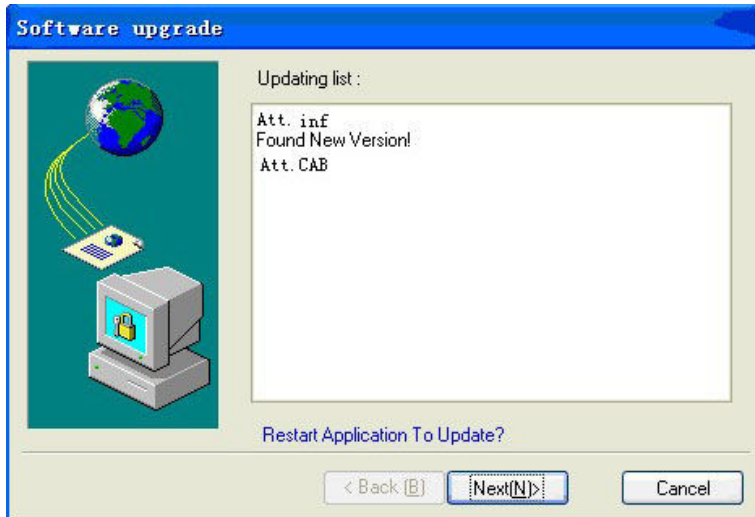 Software upgrade
Updating list :
Att. inf
Found New Version!
Att.CAB
Restart Application To Update?
< Back (B)
Next(N)>
Cancel